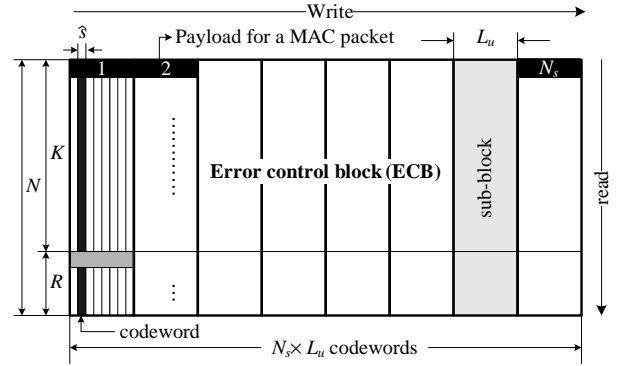 Write
ŝ
Payload for a MAC packet
L_u
1
2
N_s
K
N
Error control block (ECB)
sub-block
read
R
codeword
N_s × L_u codewords